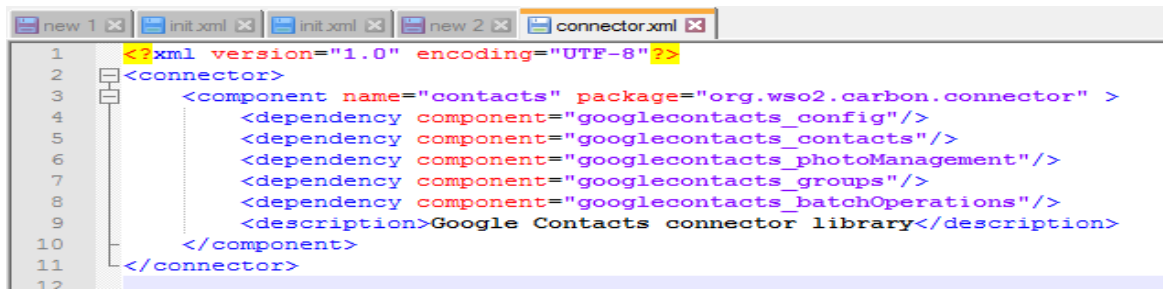 new 1 init.xml init.xml new 2 connector.xml
1 <?xml version="1.0" encoding="UTF-8"?>
2 <connector>
3 <component name="contacts" package="org.wso2.carbon.connector" >
4 <dependency component="googlecontacts_config"/>
5 <dependency component="googlecontacts_contacts"/>
6 <dependency component="googlecontacts_photoManagement"/>
7 <dependency component="googlecontacts_groups"/>
8 <dependency component="googlecontacts_batchOperations"/>
9 <description>Google Contacts connector library</description>
10 </component>
11 </connector>
12